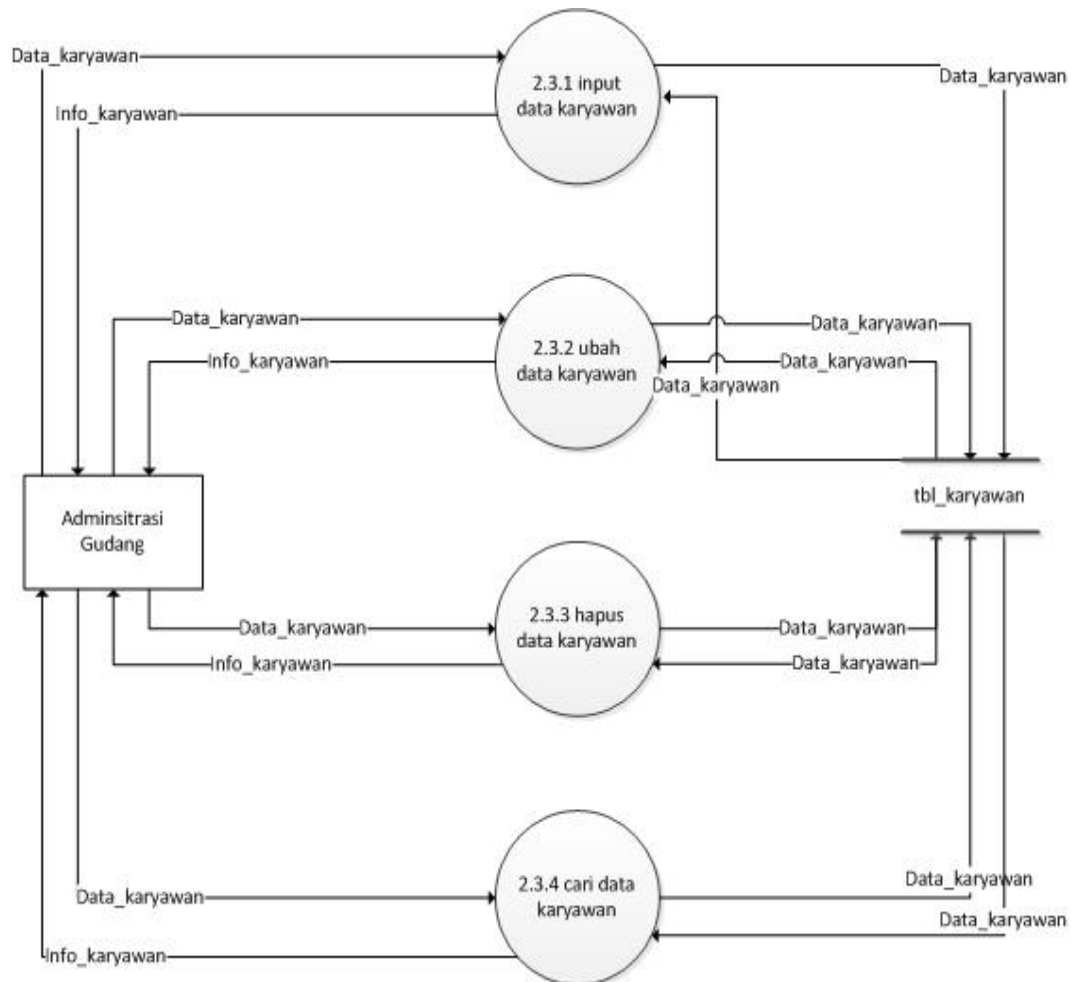 Data_karyawan
2.3.1 input
data karyawan
Data_karyawan
Info_karyawan
Data_karyawan
Data_karyawan
2.3.2 ubah
data karyawan
Info_karyawan
Data_karyawan
Data_karyawan
Adminsitrasi
Gudang
tbl_karyawan
Data_karyawan
2.3.3 hapus
data karyawan
Data_karyawan
Info_karyawan
Data_karyawan
Data_karyawan
2.3.4 cari data
karyawan
Data_karyawan
Data_karyawan
Info_karyawan